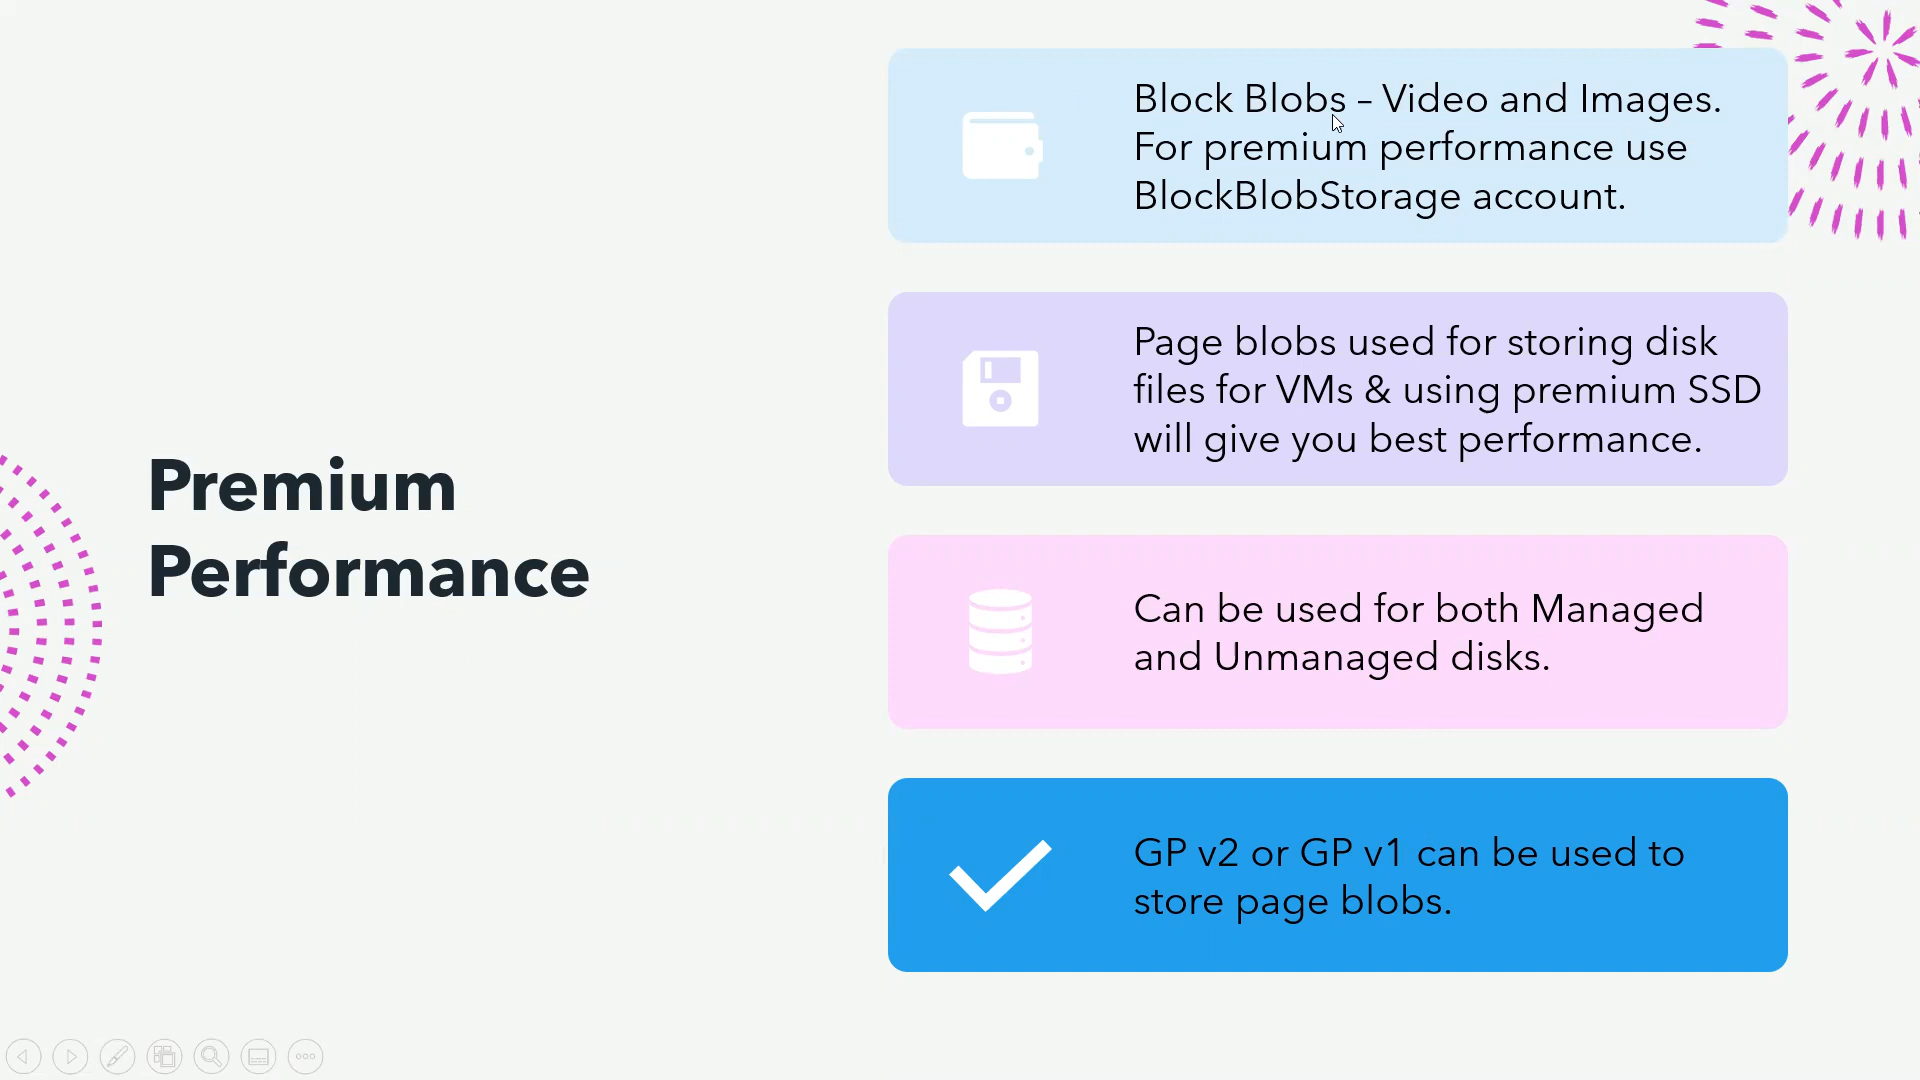 Premium
Performance
Block Blobs – Video and Images.
For premium performance use
BlockBlobStorage account.
Page blobs used for storing disk
files for VMs & using premium SSD
will give you best performance.
Can be used for both Managed
and Unmanaged disks.
GP v2 or GP v1 can be used to
store page blobs.